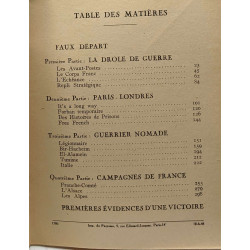 TABLE DES MATIÈRES
FAUX DÉPART
Première Partie : LA DROLE DE GUERRE
Les Avant-Postes
Le Corps Franc
L'Échéance
Repli Stratégique
Deuxième Partie : PARIS-LONDRES
It's a long way 101
Forban temporaire
Des Histoires de Prisons
Free French
Troisième Partie : GUERRIER NOMADE
Légionnaire
Bir-Hacheim
El-Alamein
Tunisie
Italie
Quatrième Partie : CAMPAGNES DE FRANCE
Franche-Comté
L'Alsace
Les Alpes
PREMIÈRES ÉVIDENCES D'UNE VICTOIRE